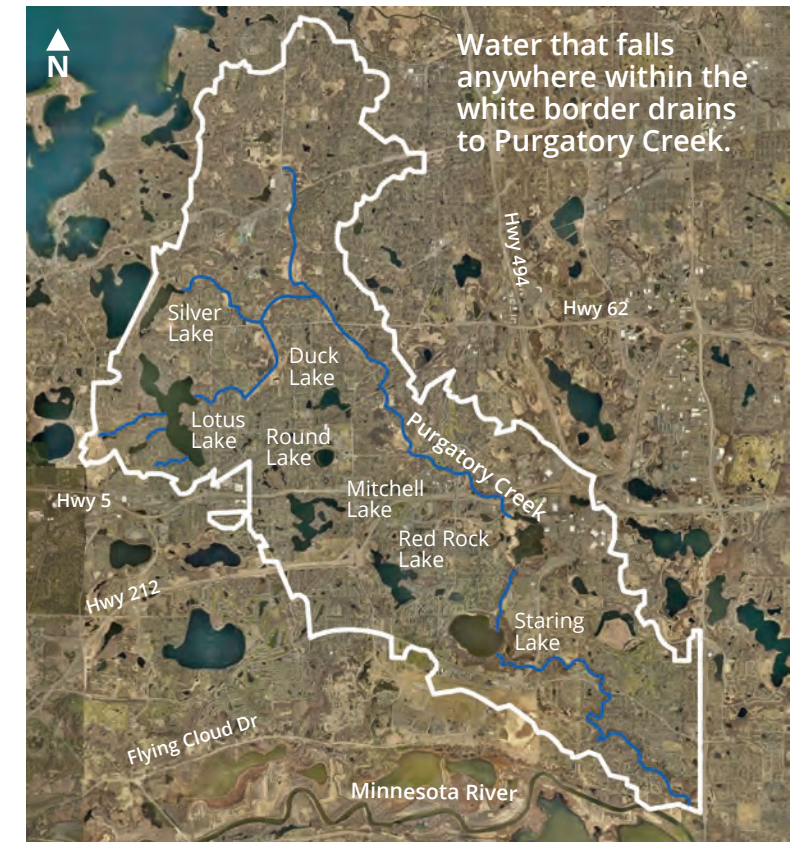 N
Water that falls
anywhere within the
white border drains
to Purgatory Creek.
Hwy 494
Hwy 62
Silver
Lake
Duck
Lake
Lotus
Lake
Round
Lake
Purgatory Creek
Hwy 5
Mitchell
Lake
Red Rock
Lake
Hwy 212
Staring
Lake
Flying Cloud Dr
Minnesota River